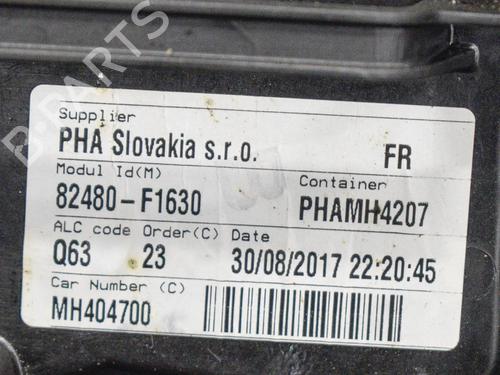 B-PARTS
Supplier
PHA Slovakia s.r.o. FR
Modul Id(M) Container
82480-F1630 PHAMH4207
ALC code Order(C) Date
Q63 23 30/08/2017 22:20:45
Car Number (C)
MH404700